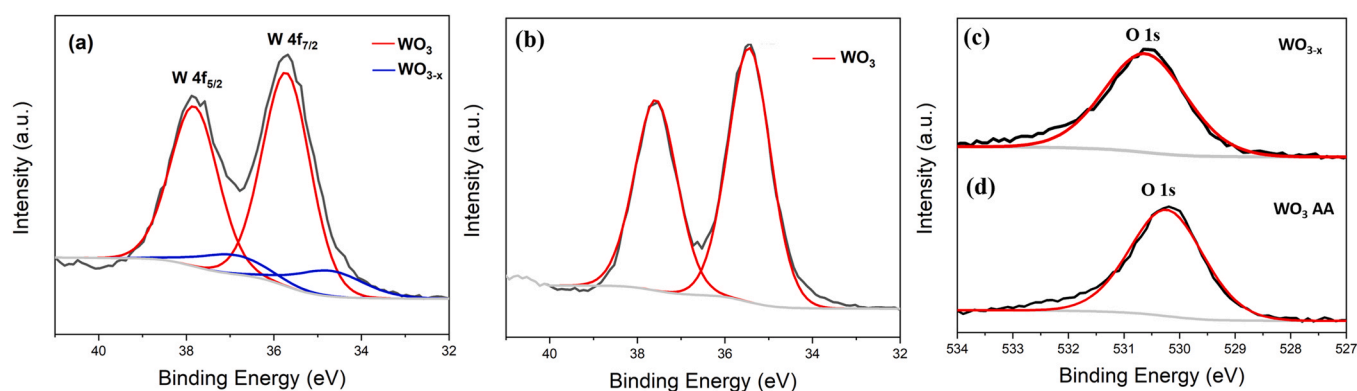 (a)
W 4f7/2
W 4f5/2
WO3
WO3-x
Intensity (a.u.)
40 38 36 34 32
Binding Energy (eV)
(b)
WO3
Intensity (a.u.)
40 38 36 34 32
Binding Energy (eV)
(c)
O 1s
WO3-x
(d)
O 1s
WO3 AA
Intensity (a.u.)
534 533 532 531 530 529 528 527
Binding Energy (eV)